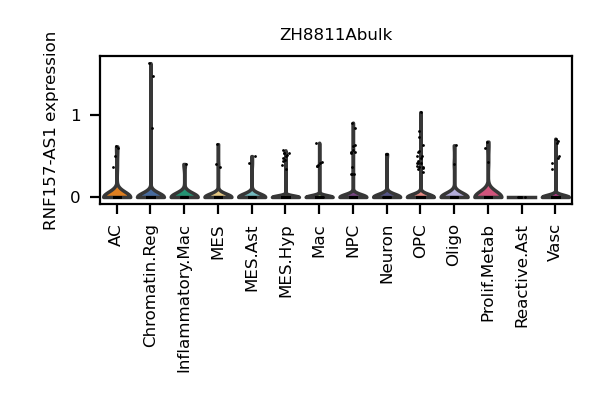 ZH8811Abulk
RNF157-AS1 expression
1
0
AC
Chromatin.Reg
Inflammatory.Mac
MES
MES.Ast
MES.Hyp
Mac
NPC
Neuron
OPC
Oligo
Prolif.Metab
Reactive.Ast
Vasc